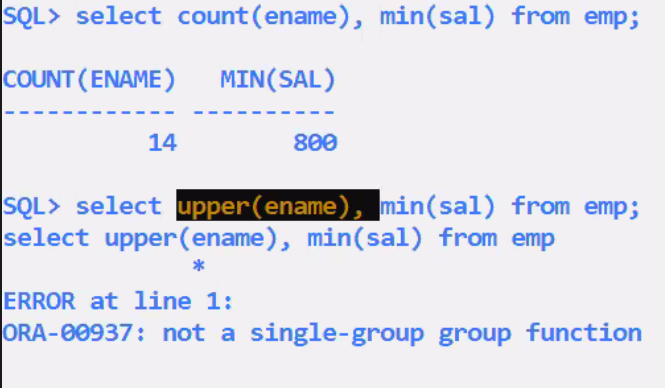 SQL> select count(ename), min(sal) from emp;
COUNT(ENAME)   MIN(SAL)
------------ ----------
          14        800
SQL> select upper(ename), min(sal) from emp;
select upper(ename), min(sal) from emp
             *
ERROR at line 1:
ORA-00937: not a single-group group function